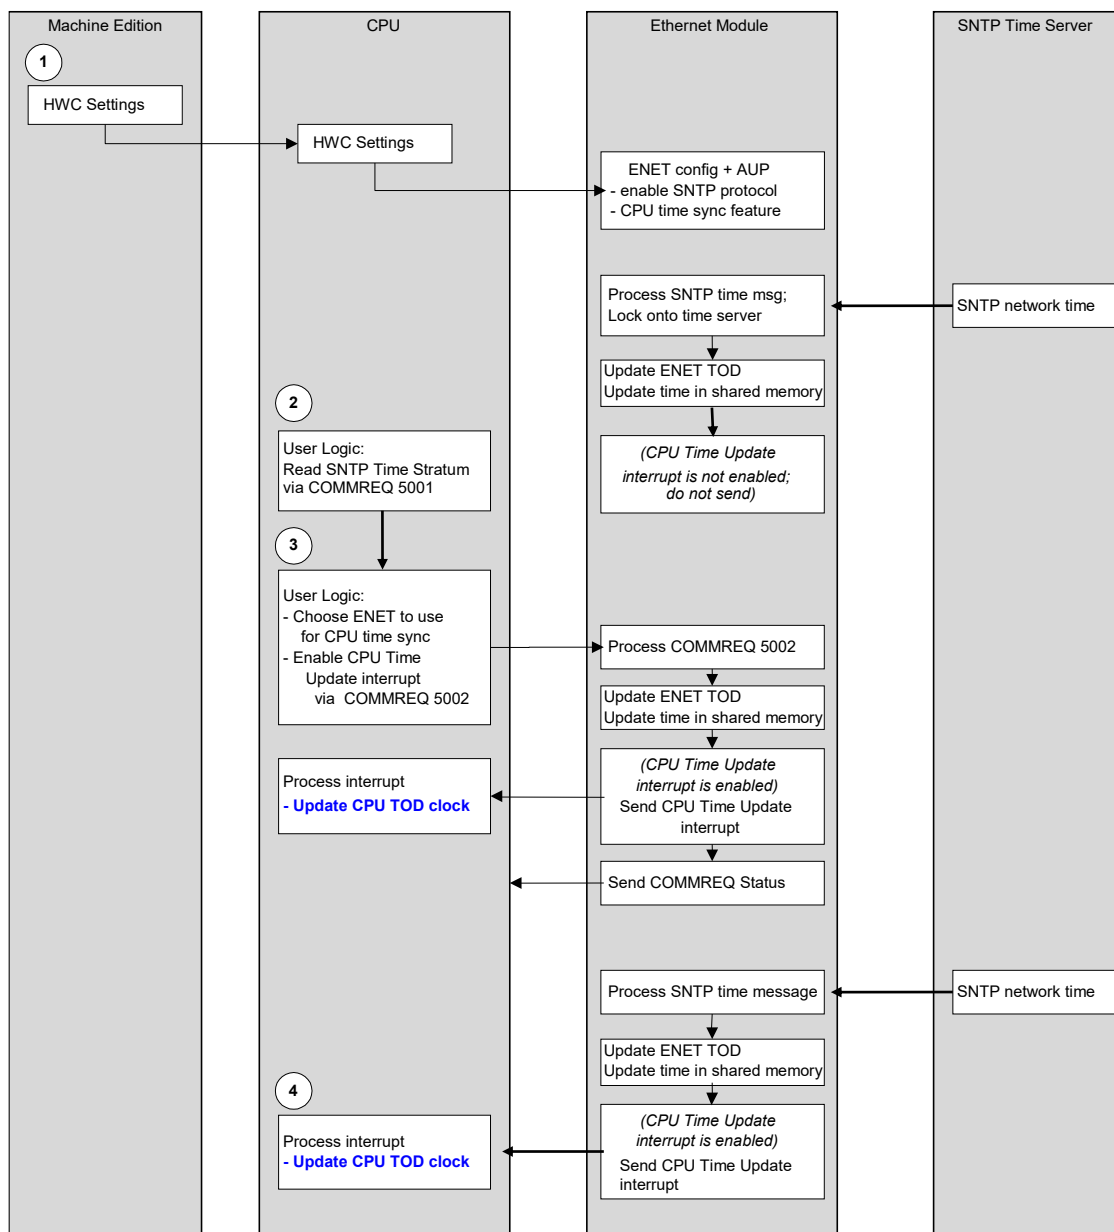 Machine Edition
CPU
Ethernet Module
SNTP Time Server
1
HWC Settings
HWC Settings
ENET config + AUP
- enable SNTP protocol
- CPU time sync feature
Process SNTP time msg;
Lock onto time server
SNTP network time
Update ENET TOD
Update time in shared memory
2
User Logic:
Read SNTP Time Stratum
via COMMREQ 5001
(CPU Time Update
interrupt is not enabled;
do not send)
3
User Logic:
- Choose ENET to use
for CPU time sync
- Enable CPU Time
Update interrupt
via COMMREQ 5002
Process COMMREQ 5002
Update ENET TOD
Update time in shared memory
(CPU Time Update
interrupt is enabled)
Send CPU Time Update
interrupt
Process interrupt
- Update CPU TOD clock
Send COMMREQ Status
Process SNTP time message
SNTP network time
Update ENET TOD
Update time in shared memory
4
(CPU Time Update
interrupt is enabled)
Send CPU Time Update
interrupt
Process interrupt
- Update CPU TOD clock